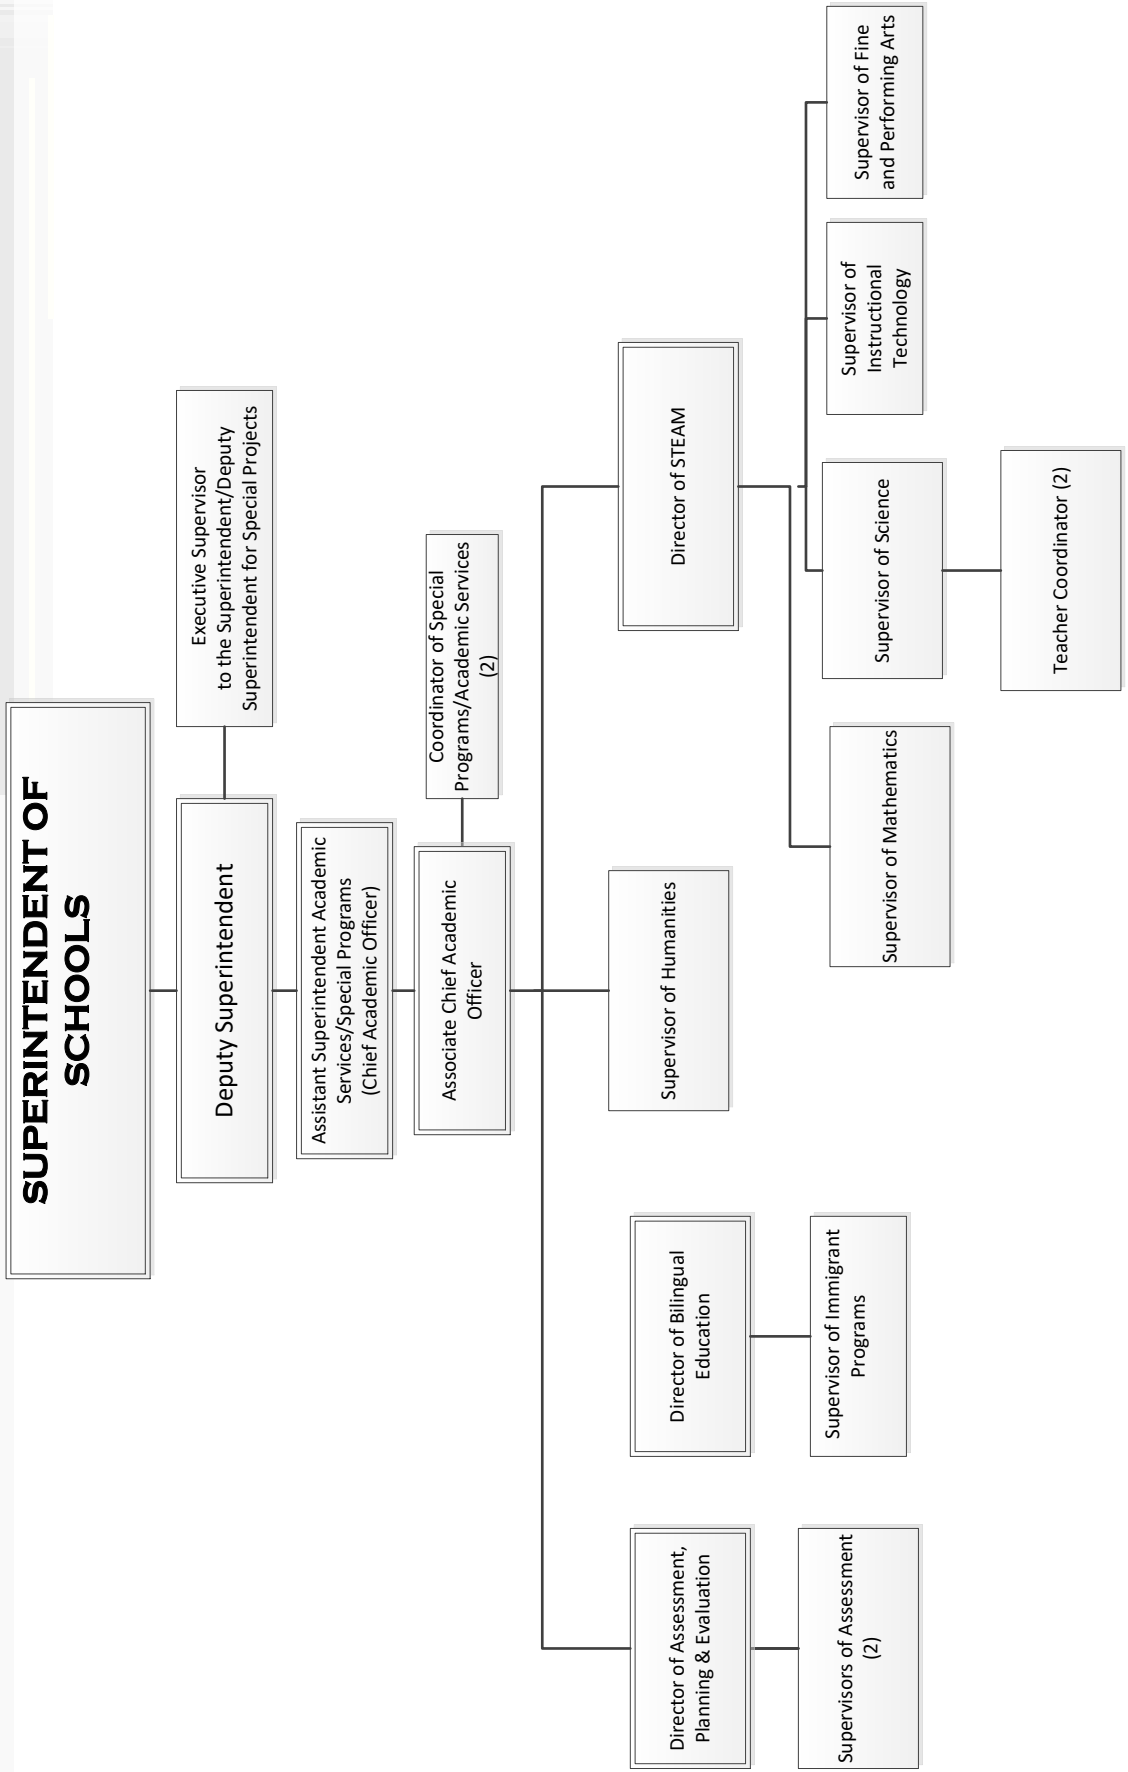 SUPERINTENDENT OF
SCHOOLS
Deputy Superintendent
Executive Supervisor
to the Superintendent/Deputy
Superintendent for Special Projects
Assistant Superintendent Academic
Services/Special Programs
(Chief Academic Officer)
Associate Chief Academic
Officer
Coordinator of Special
Programs/Academic Services
(2)
Director of Assessment,
Planning & Evaluation
Director of Bilingual
Education
Supervisor of Humanities
Director of STEAM
Supervisors of Assessment
(2)
Supervisor of Immigrant
Programs
Supervisor of Mathematics
Supervisor of Science
Supervisor of
Instructional
Technology
Supervisor of Fine
and Performing Arts
Teacher Coordinator (2)